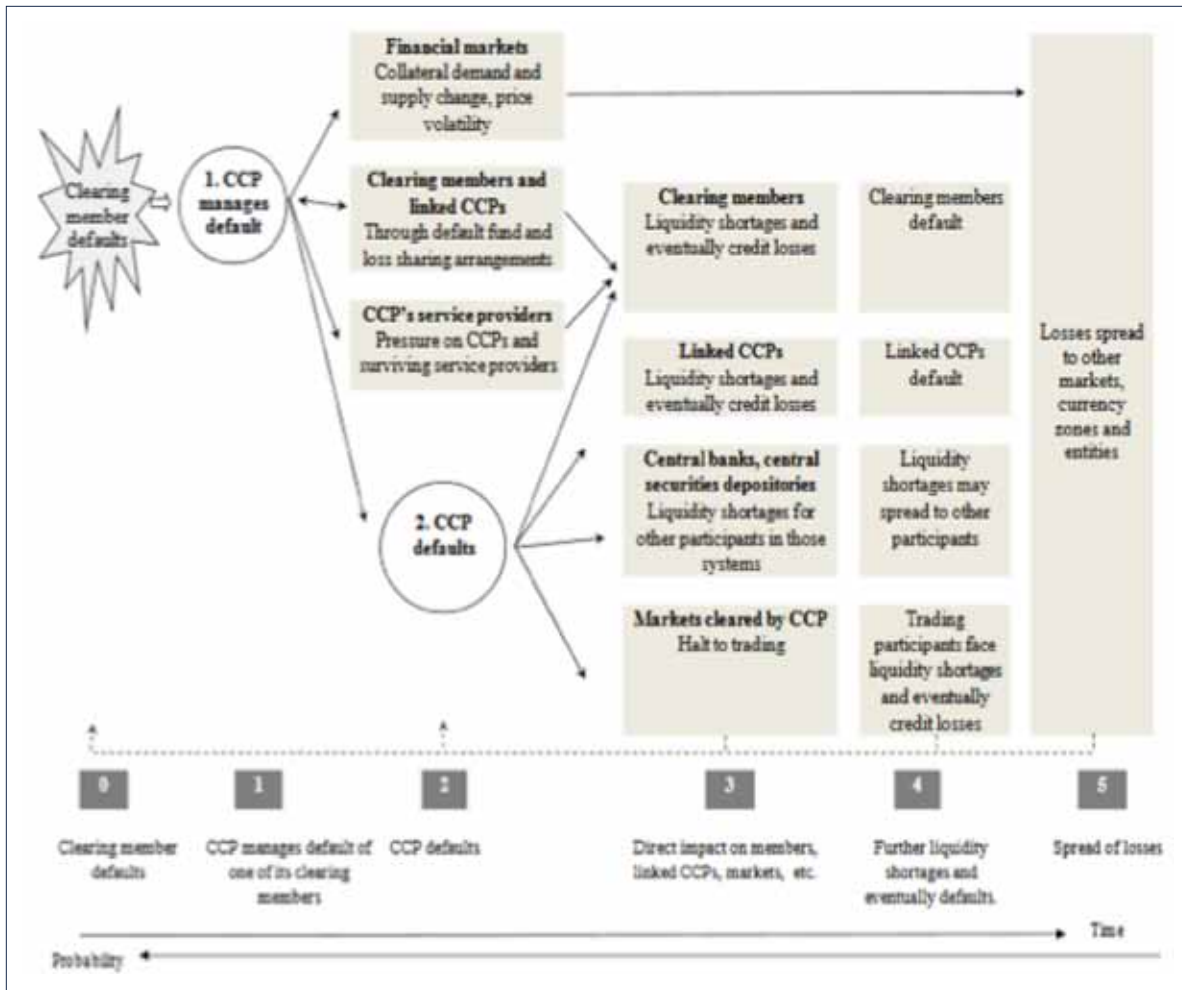 Financial markets
Collateral demand and
supply change, price
volatility
Clearing
member
defaults
1. CCP
manages
default
Clearing members and
linked CCPs
Through default fund and
loss sharing arrangements
CCP's service providers
Pressure on CCPs and
surviving service providers
2. CCP
defaults
Clearing members
Liquidity shortages and
eventually credit losses
Linked CCPs
Liquidity shortages and
eventually credit losses
Central banks, central
securities depositories
Liquidity shortages for
other participants in those
systems
Markets cleared by CCP
Halt to trading
Clearing members
default
Linked CCPs
default
Liquidity
shortages may
spread to other
participants
Trading
participants face
liquidity shortages
and eventually
credit losses
Losses spread
to other
markets,
currency
zones and
entities
0
1
2
3
4
5
Clearing member
defaults
CCP manages default of
one of its clearing
members
CCP defaults
Direct impact on members,
linked CCPs, markets, etc.
Further liquidity
shortages and
eventually defaults.
Spread of losses
Time
Probability